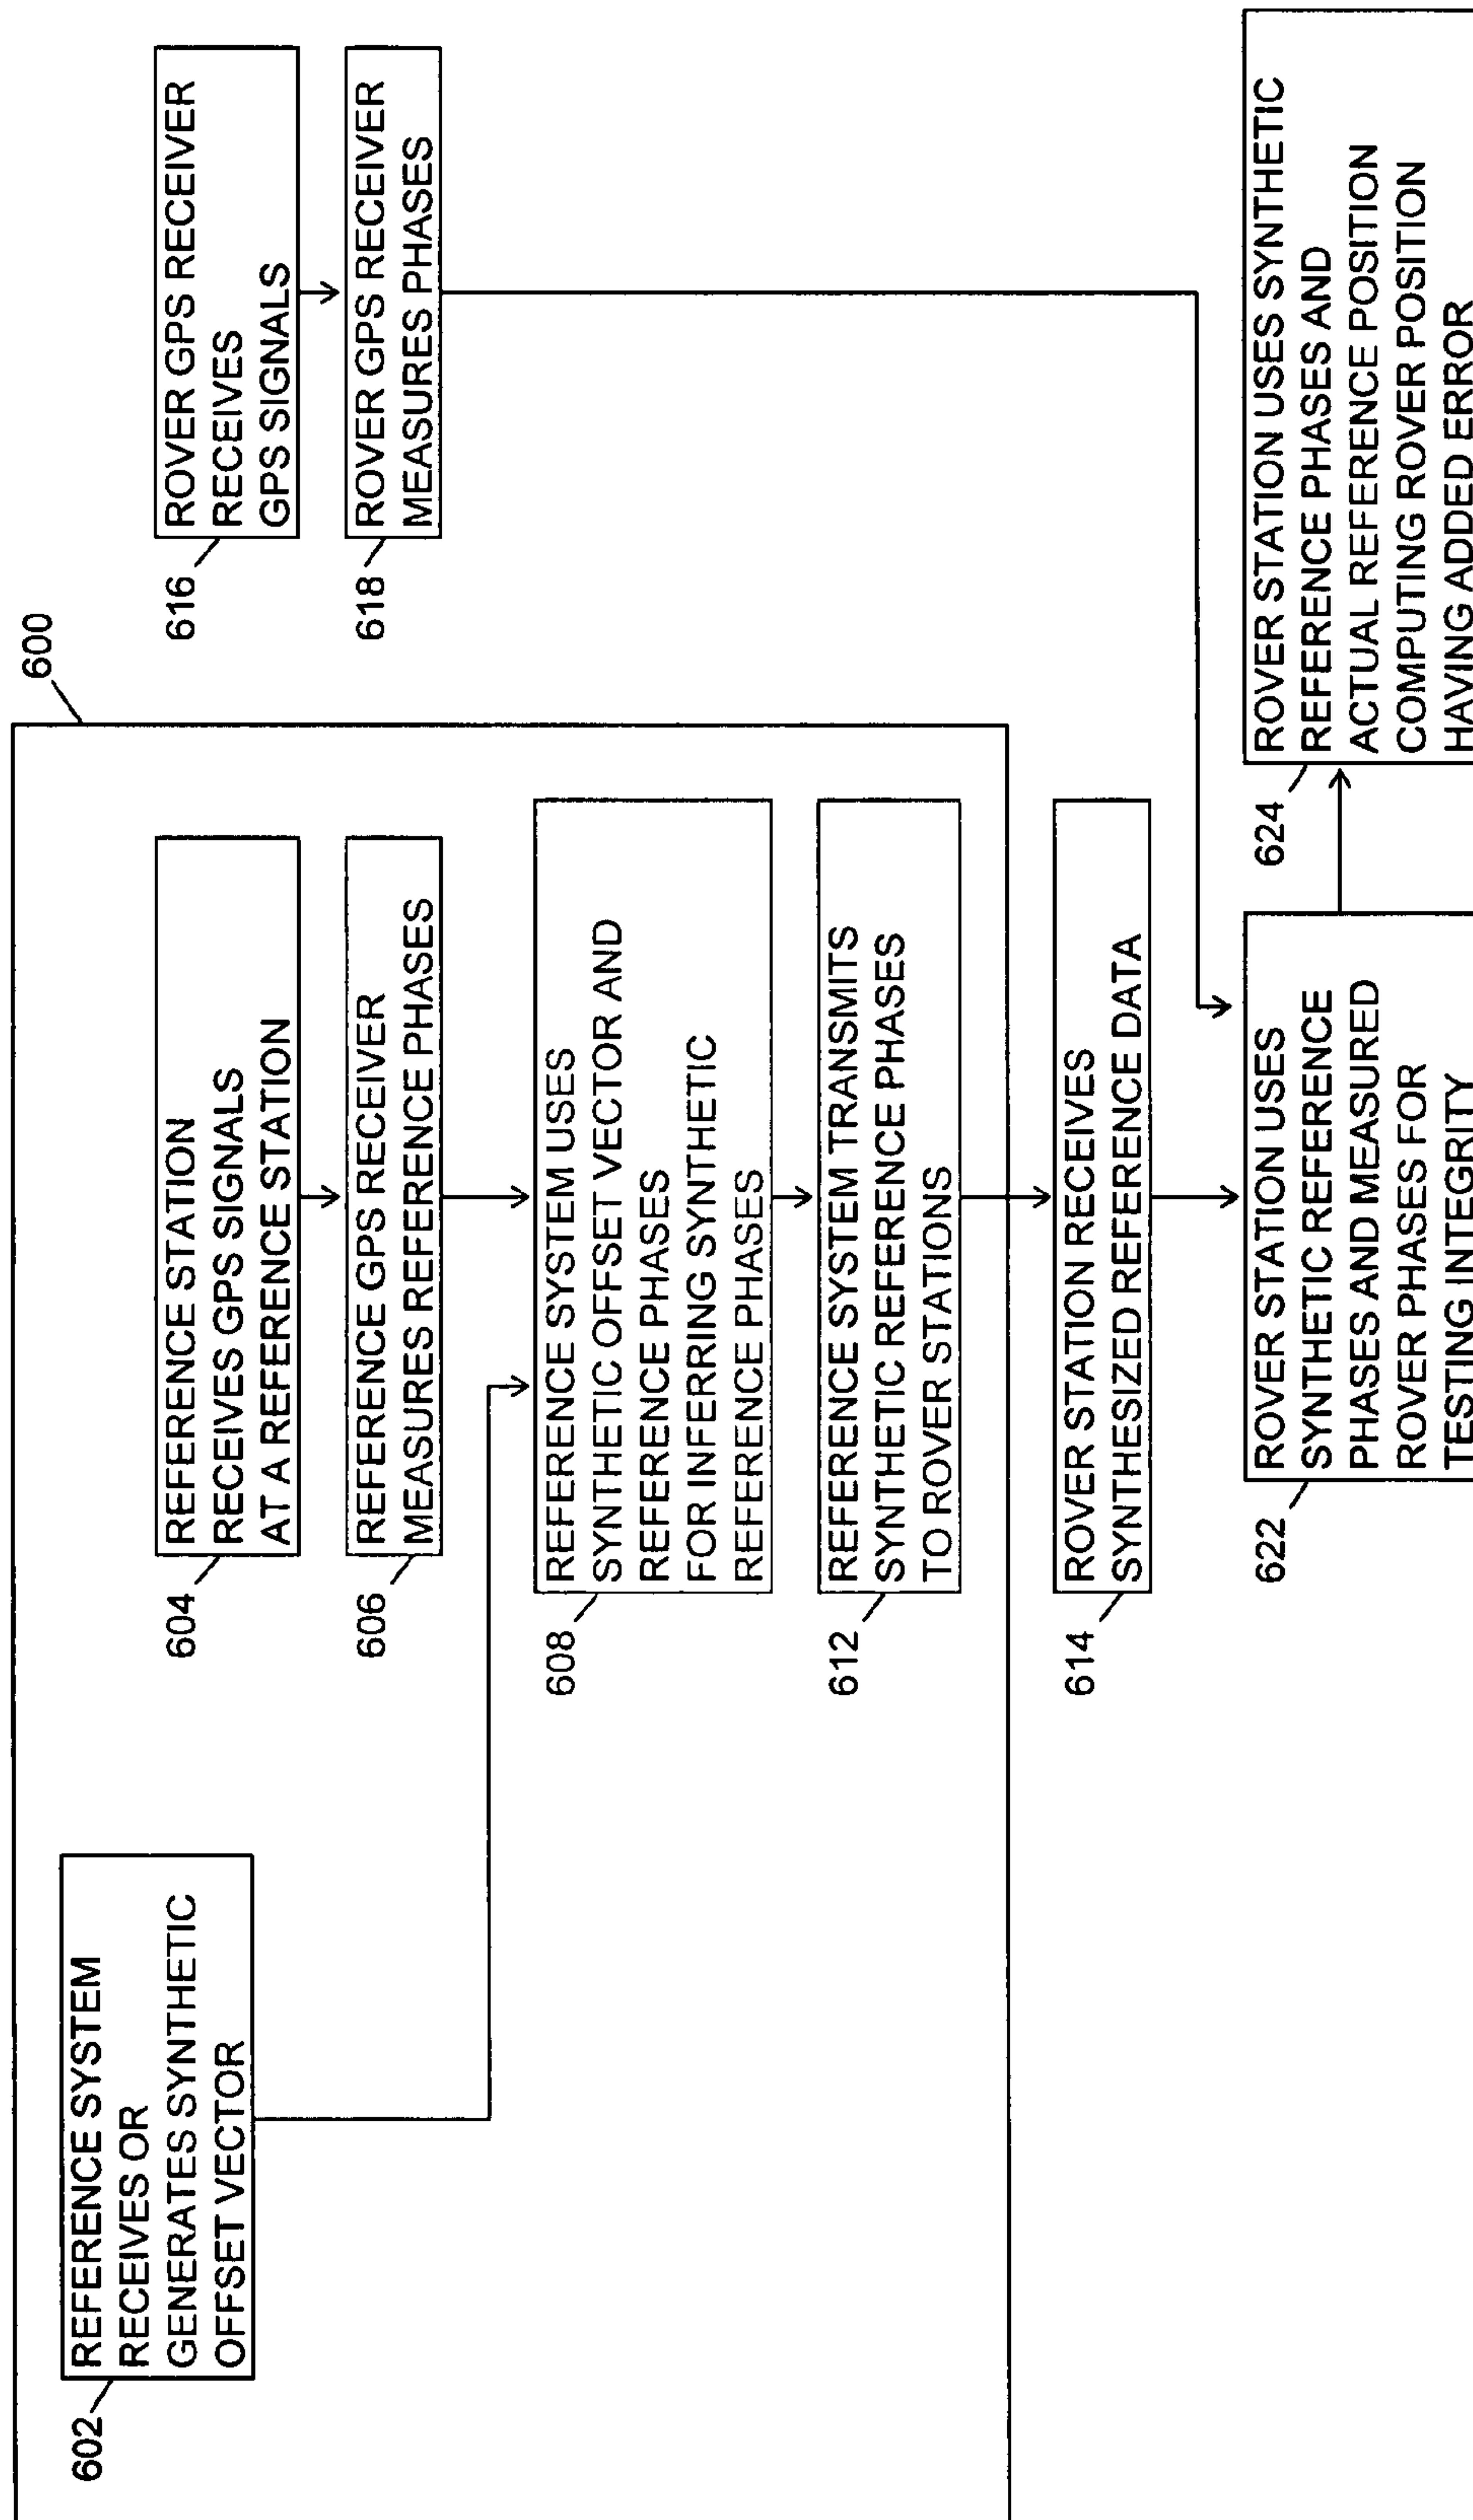 600
602
REFERENCE SYSTEM
RECEIVES OR
GENERATES SYNTHETIC
OFFSET VECTOR
604
REFERENCE STATION
RECEIVES GPS SIGNALS
AT A REFERENCE STATION
616
ROVER GPS RECEIVER
RECEIVES
GPS SIGNALS
606
REFERENCE GPS RECEIVER
MEASURES REFERENCE PHASES
618
ROVER GPS RECEIVER
MEASURES PHASES
608
REFERENCE SYSTEM USES
SYNTHETIC OFFSET VECTOR AND
REFERENCE PHASES
FOR INFERRING SYNTHETIC
REFERENCE PHASES
612
REFERENCE SYSTEM TRANSMITS
SYNTHETIC REFERENCE PHASES
TO ROVER STATIONS
614
ROVER STATION RECEIVES
SYNTHESIZED REFERENCE DATA
622
ROVER STATION USES
SYNTHETIC REFERENCE
PHASES AND MEASURED
ROVER PHASES FOR
TESTING INTEGRITY
624
ROVER STATION USES SYNTHETIC
REFERENCE PHASES AND
ACTUAL REFERENCE POSITION
COMPUTING ROVER POSITION
HAVING ADDED ERROR